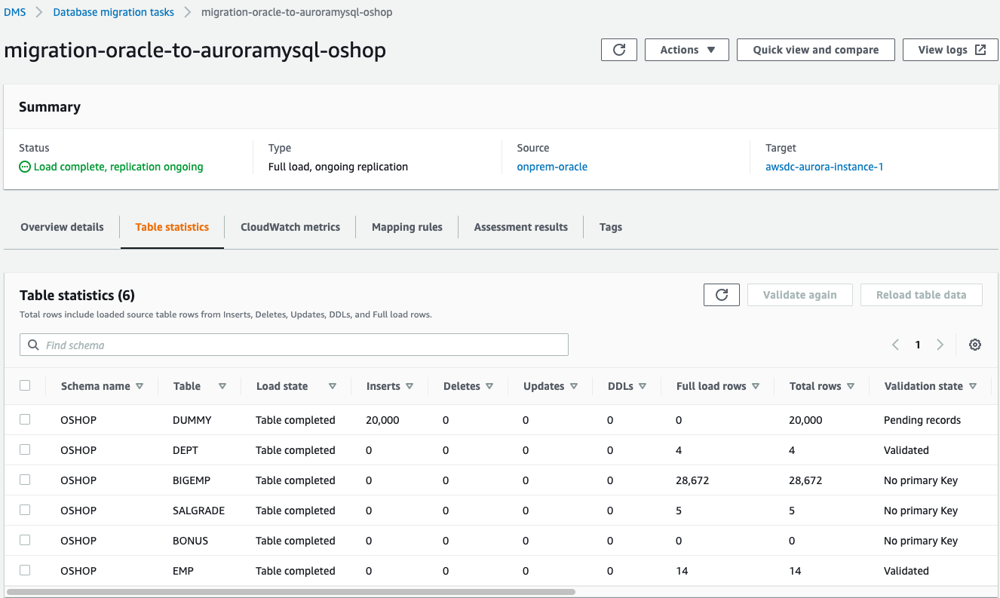 DMS Database migration tasks migration-oracle-to-auroramysql-oshop
migration-oracle-to-auroramysql-oshop Actions Quick view and compare View logs
Summary
Status Type Source Target
Load complete, replication ongoing Full load, ongoing replication onprem-oracle awsdc-aurora-instance-1
Overview details Table statistics CloudWatch metrics Mapping rules Assessment results Tags
Table statistics (6) Validate again Reload table data
Total rows include loaded source table rows from Inserts, Deletes, Updates, DDLs, and Full load rows.
Find schema 1
Schema name Table Load state Inserts Deletes Updates DDLs Full load rows Total rows Validation state
OSHOP DUMMY Table completed 20,000 0 0 0 0 20,000 Pending records
OSHOP DEPT Table completed 0 0 0 0 4 4 Validated
OSHOP BIGEMP Table completed 0 0 0 0 28,672 28,672 No primary Key
OSHOP SALGRADE Table completed 0 0 0 0 5 5 No primary Key
OSHOP BONUS Table completed 0 0 0 0 0 0 No primary Key
OSHOP EMP Table completed 0 0 0 0 14 14 Validated